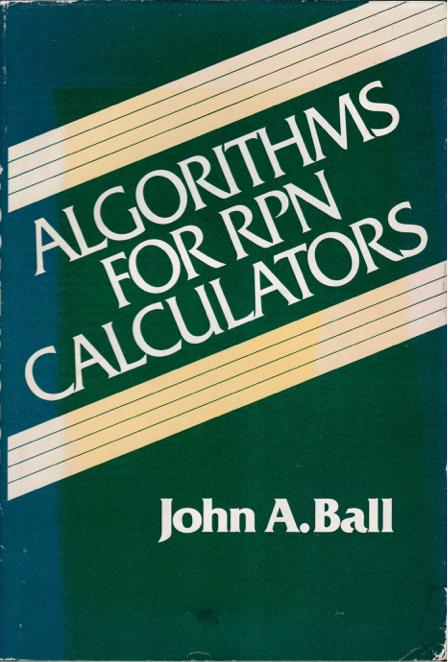 ALGORITHMS
FOR RPN
CALCULATORS
John A. Ball